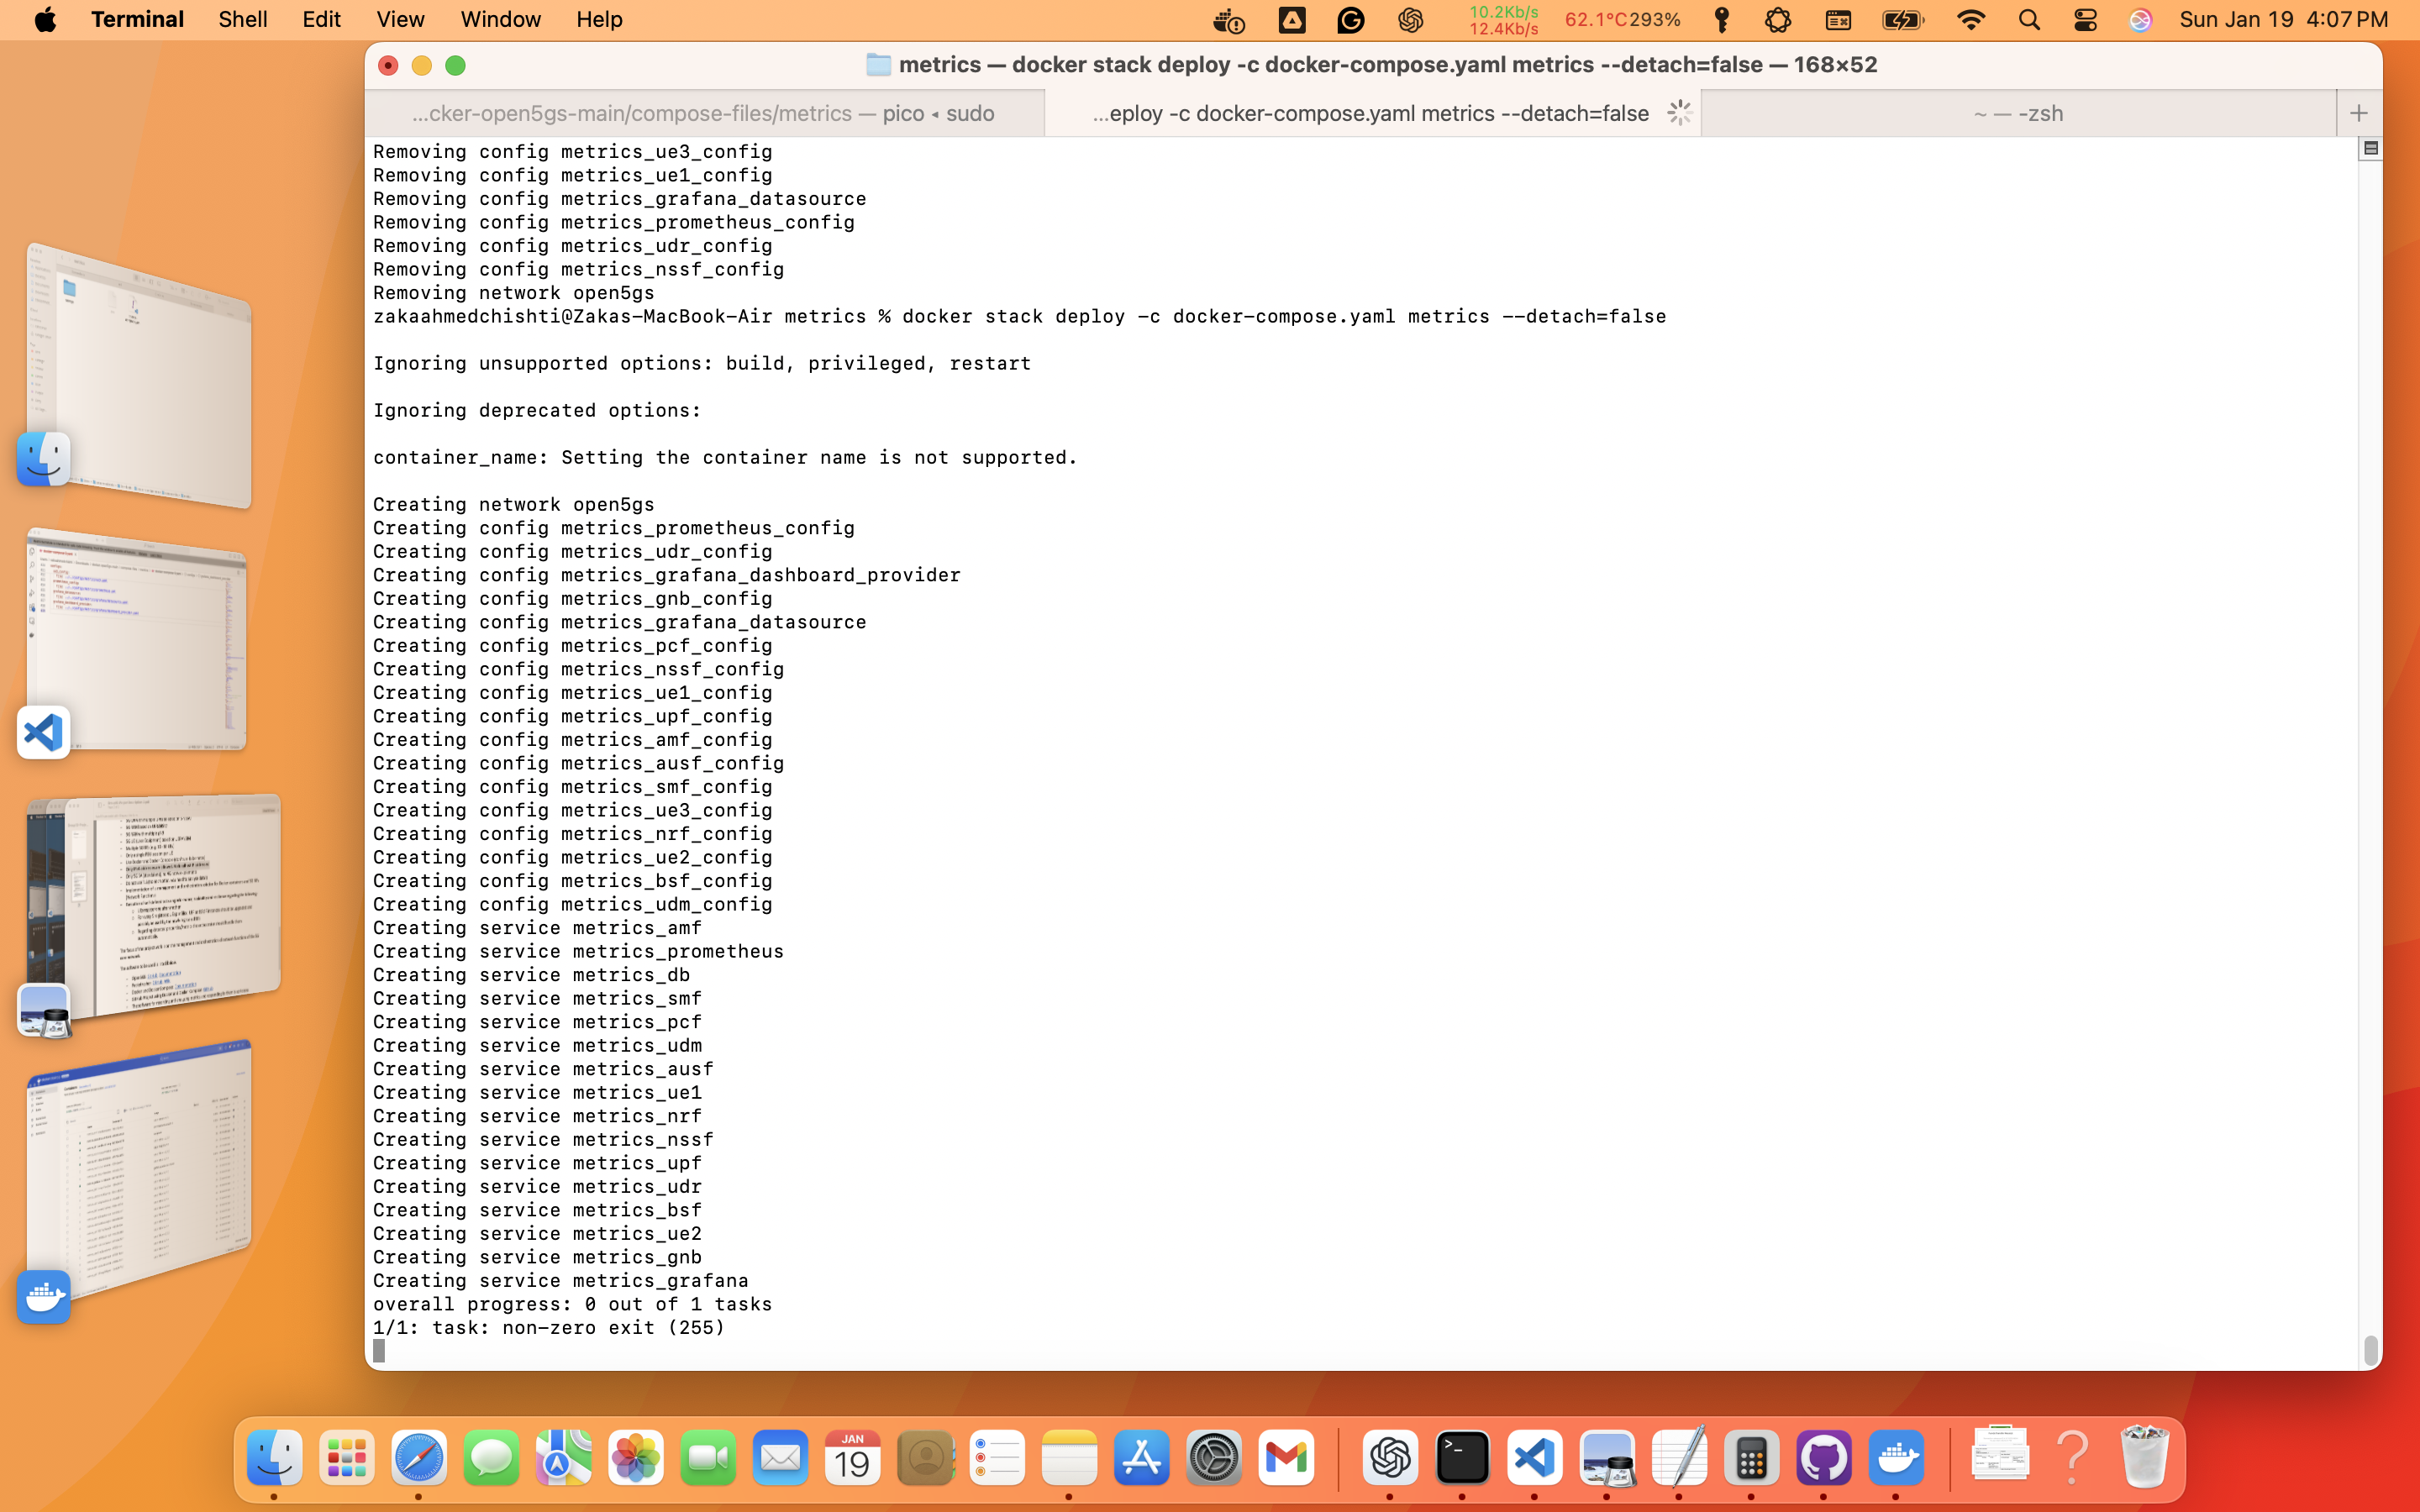 Terminal Shell Edit View Window Help
10.2Kb/s
12.4Kb/s
62.1°C 293%
Sun Jan 19 4:07 PM
metrics — docker stack deploy -c docker-compose.yaml metrics --detach=false — 168×52
...cker-open5gs-main/compose-files/metrics — pico ◂ sudo
...eploy -c docker-compose.yaml metrics --detach=false
~ — -zsh
Removing config metrics_ue3_config
Removing config metrics_ue1_config
Removing config metrics_grafana_datasource
Removing config metrics_prometheus_config
Removing config metrics_udr_config
Removing config metrics_nssf_config
Removing network open5gs
zakaahmedchishti@Zakas-MacBook-Air metrics % docker stack deploy -c docker-compose.yaml metrics --detach=false
Ignoring unsupported options: build, privileged, restart
Ignoring deprecated options:
container_name: Setting the container name is not supported.
Creating network open5gs
Creating config metrics_prometheus_config
Creating config metrics_udr_config
Creating config metrics_grafana_dashboard_provider
Creating config metrics_gnb_config
Creating config metrics_grafana_datasource
Creating config metrics_pcf_config
Creating config metrics_nssf_config
Creating config metrics_ue1_config
Creating config metrics_upf_config
Creating config metrics_amf_config
Creating config metrics_ausf_config
Creating config metrics_smf_config
Creating config metrics_ue3_config
Creating config metrics_nrf_config
Creating config metrics_ue2_config
Creating config metrics_bsf_config
Creating config metrics_udm_config
Creating service metrics_amf
Creating service metrics_prometheus
Creating service metrics_db
Creating service metrics_smf
Creating service metrics_pcf
Creating service metrics_udm
Creating service metrics_ausf
Creating service metrics_ue1
Creating service metrics_nrf
Creating service metrics_nssf
Creating service metrics_upf
Creating service metrics_udr
Creating service metrics_bsf
Creating service metrics_ue2
Creating service metrics_gnb
Creating service metrics_grafana
overall progress: 0 out of 1 tasks
1/1: task: non-zero exit (255)
JAN
19